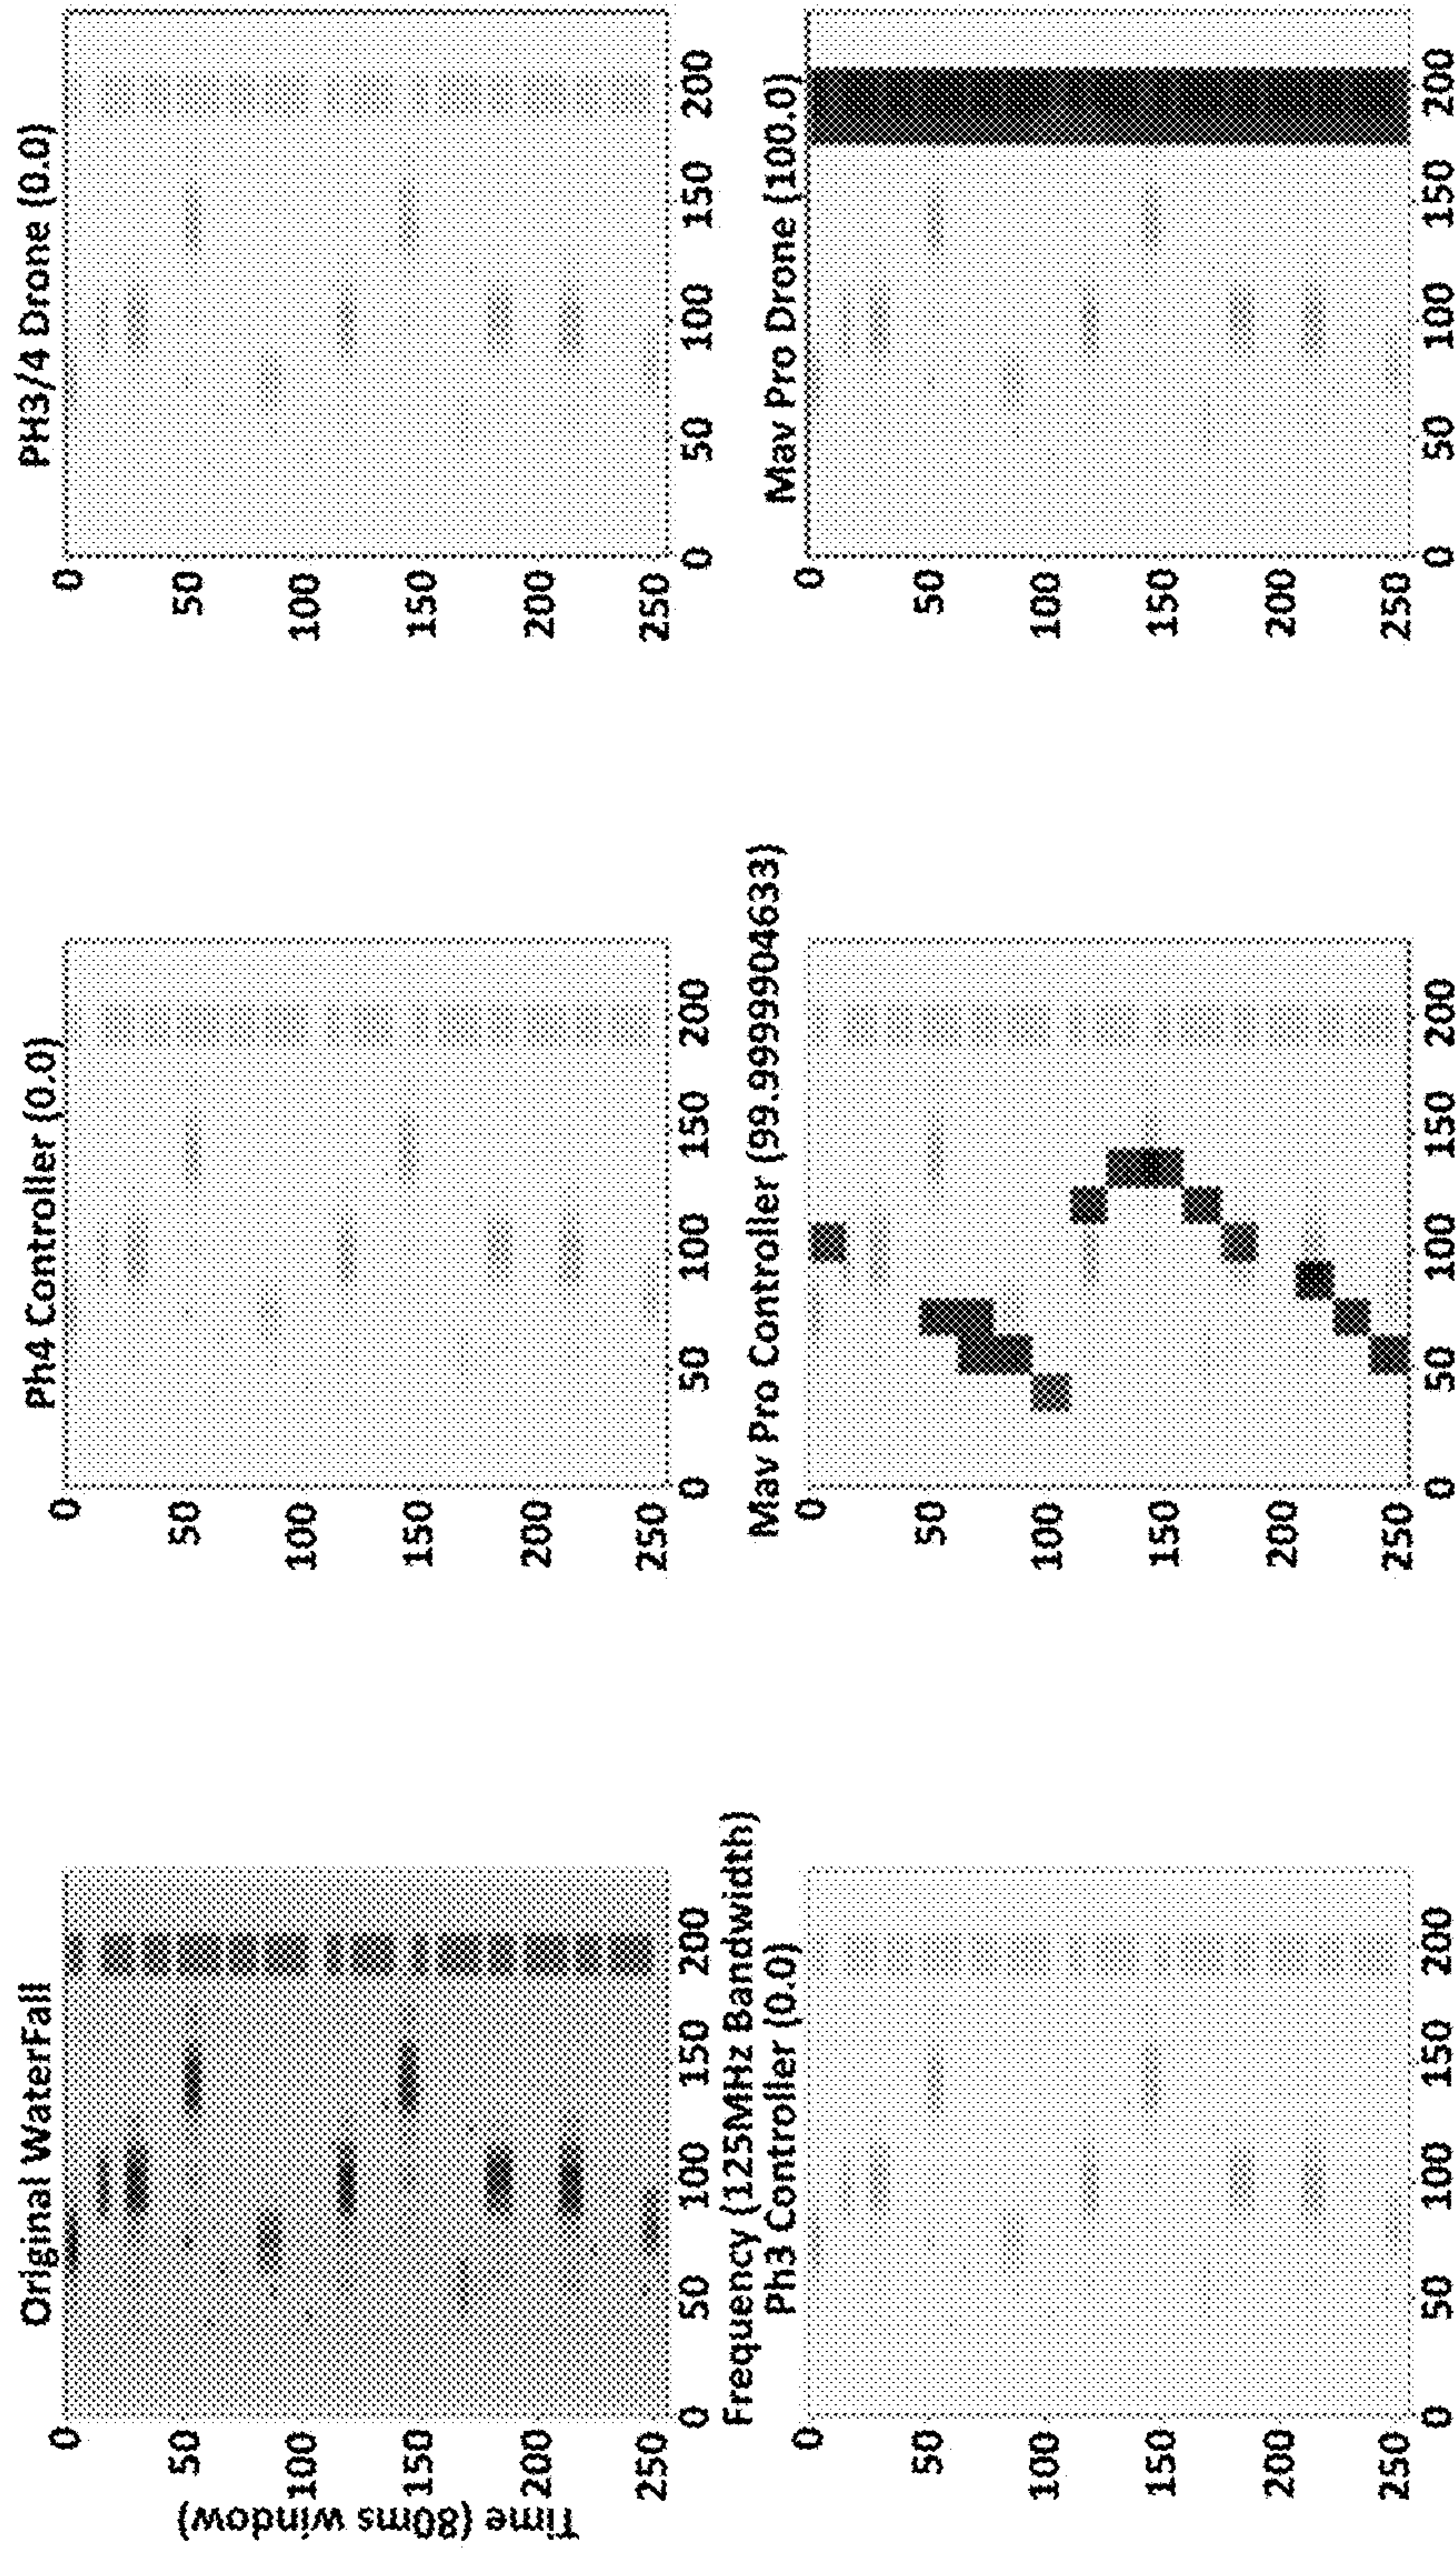 Original WaterFall
Ph4 Controller (0.0)
PH3/4 Drone (0.0)
Time (80ms window)
0
50
100
150
200
250
0 50 100 150 200
0
50
100
150
200
250
0 50 100 150 200
0
50
100
150
200
250
0 50 100 150 200
Frequency (125MHz Bandwidth)
Ph3 Controller (0.0)
Mav Pro Controller (99.9999904633)
Mav Pro Drone (100.0)
0
50
100
150
200
250
0 50 100 150 200
0
50
100
150
200
250
0 50 100 150 200
0
50
100
150
200
250
0 50 100 150 200